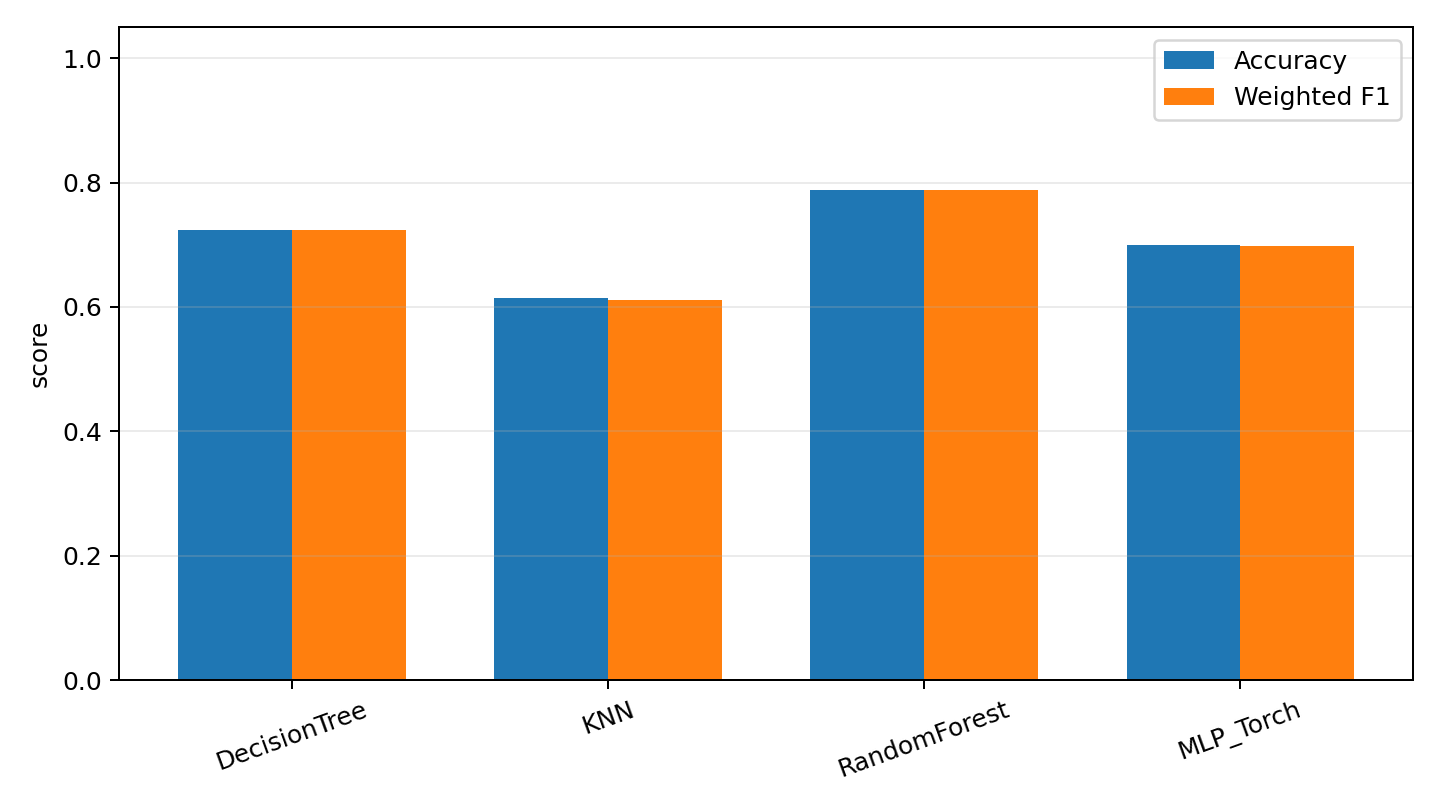 1.0
0.8
0.6
0.4
0.2
0.0
score
Accuracy
Weighted F1
DecisionTree
KNN
RandomForest
MLP_Torch